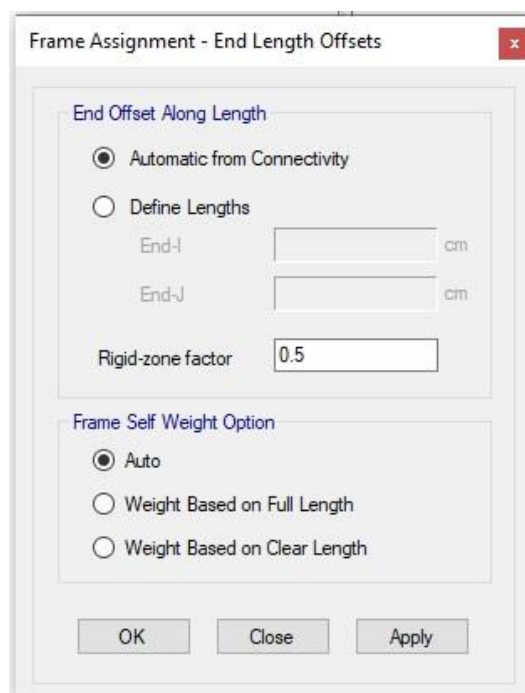 Frame Assignment - End Length Offsets
x
End Offset Along Length
Automatic from Connectivity
Define Lengths
End-I cm
End-J cm
Rigid-zone factor 0.5
Frame Self Weight Option
Auto
Weight Based on Full Length
Weight Based on Clear Length
OK Close Apply